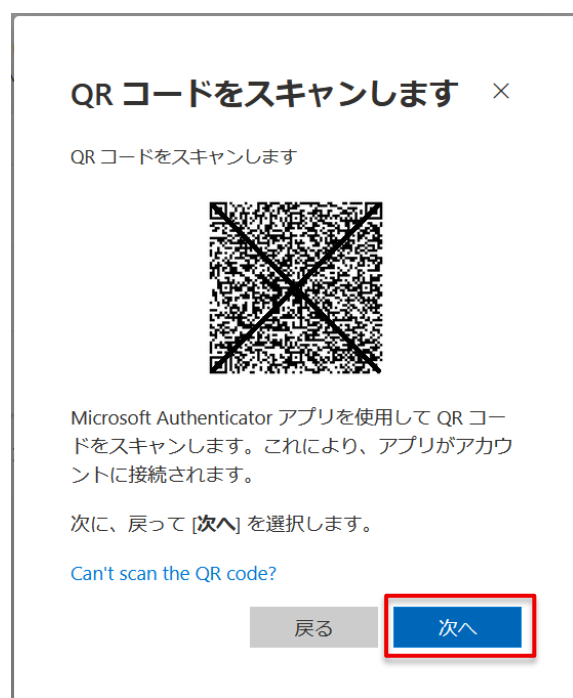 QR コードをスキャンします
QR コードをスキャンします
Microsoft Authenticator アプリを使用して QR コー
ドをスキャンします。これにより、アプリがアカウ
ントに接続されます。
次に、戻って [次へ] を選択します。
Can't scan the QR code?
戻る
次へ